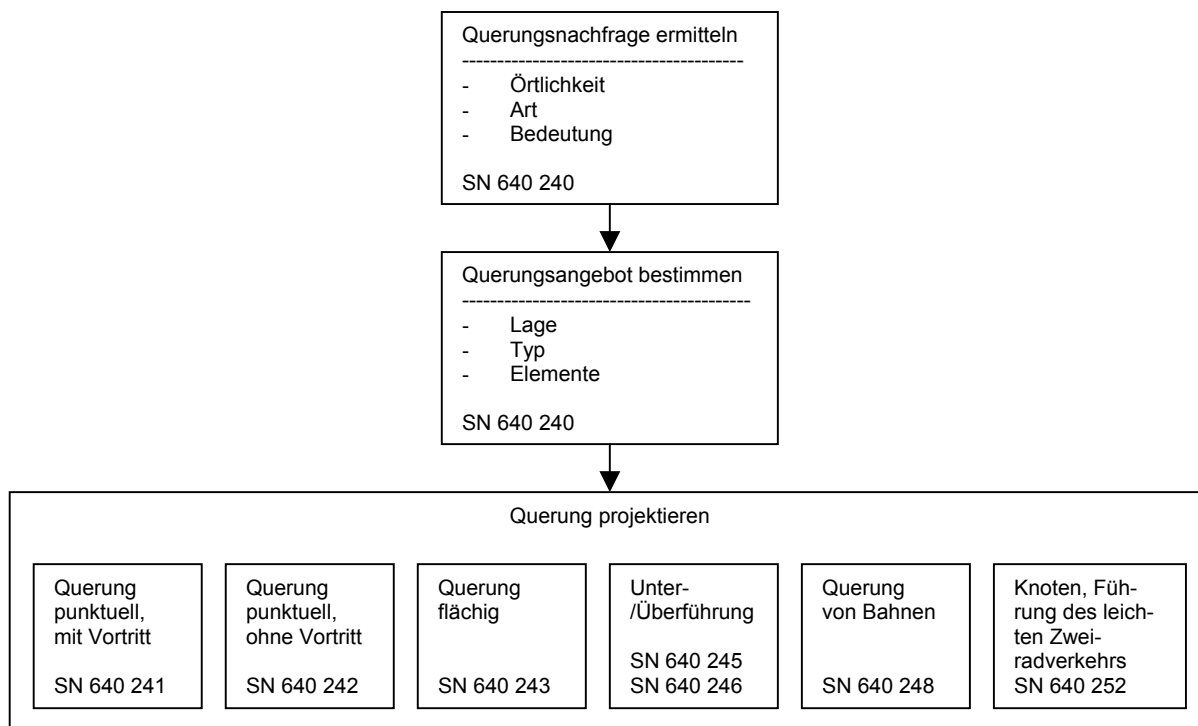 Querungsnachfrage ermitteln
----------------------------------------
- Örtlichkeit
- Art
- Bedeutung
SN 640 240
Querungsangebot bestimmen
-----------------------------------------
- Lage
- Typ
- Elemente
SN 640 240
Querung projektieren
Querung
punktuell,
mit Vortritt
SN 640 241
Querung
punktuell,
ohne Vortritt
SN 640 242
Querung
flächig
SN 640 243
Unter-
/Überführung
SN 640 245
SN 640 246
Querung
von Bahnen
SN 640 248
Knoten, Füh-
rung des leich-
ten Zwei-
radverkehrs
SN 640 252